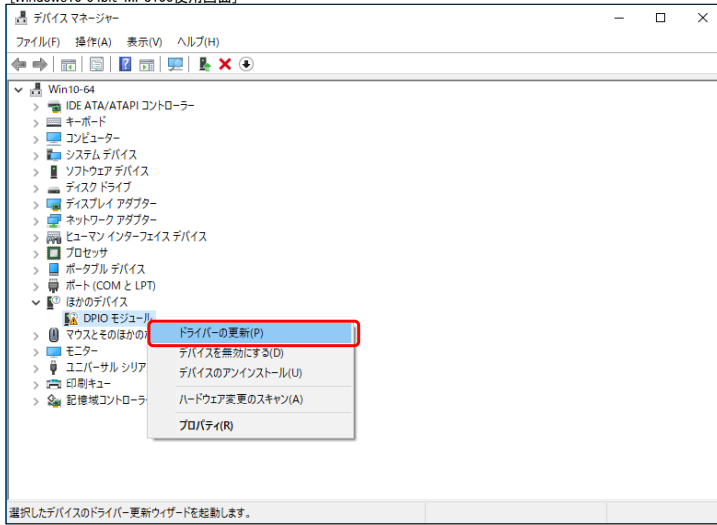 デバイス マネージャー
ファイル(F) 操作(A) 表示(V) ヘルプ(H)
Win10-64
IDE ATA/ATAPI コントローラー
キーボード
コンピューター
システム デバイス
ソフトウェア デバイス
ディスク ドライブ
ディスプレイ アダプター
ネットワーク アダプター
ヒューマン インターフェイス デバイス
プロセッサ
ポータブル デバイス
ポート (COM と LPT)
ほかのデバイス
DPIO モジュール
マウスとそのほかの
モニター
ユニバーサル シリア
印刷キュー
記憶域コントローラ
ドライバーの更新(P)
デバイスを無効にする(D)
デバイスのアンインストール(U)
ハードウェア変更のスキャン(A)
プロパティ(R)
選択したデバイスのドライバー更新ウィザードを起動します。